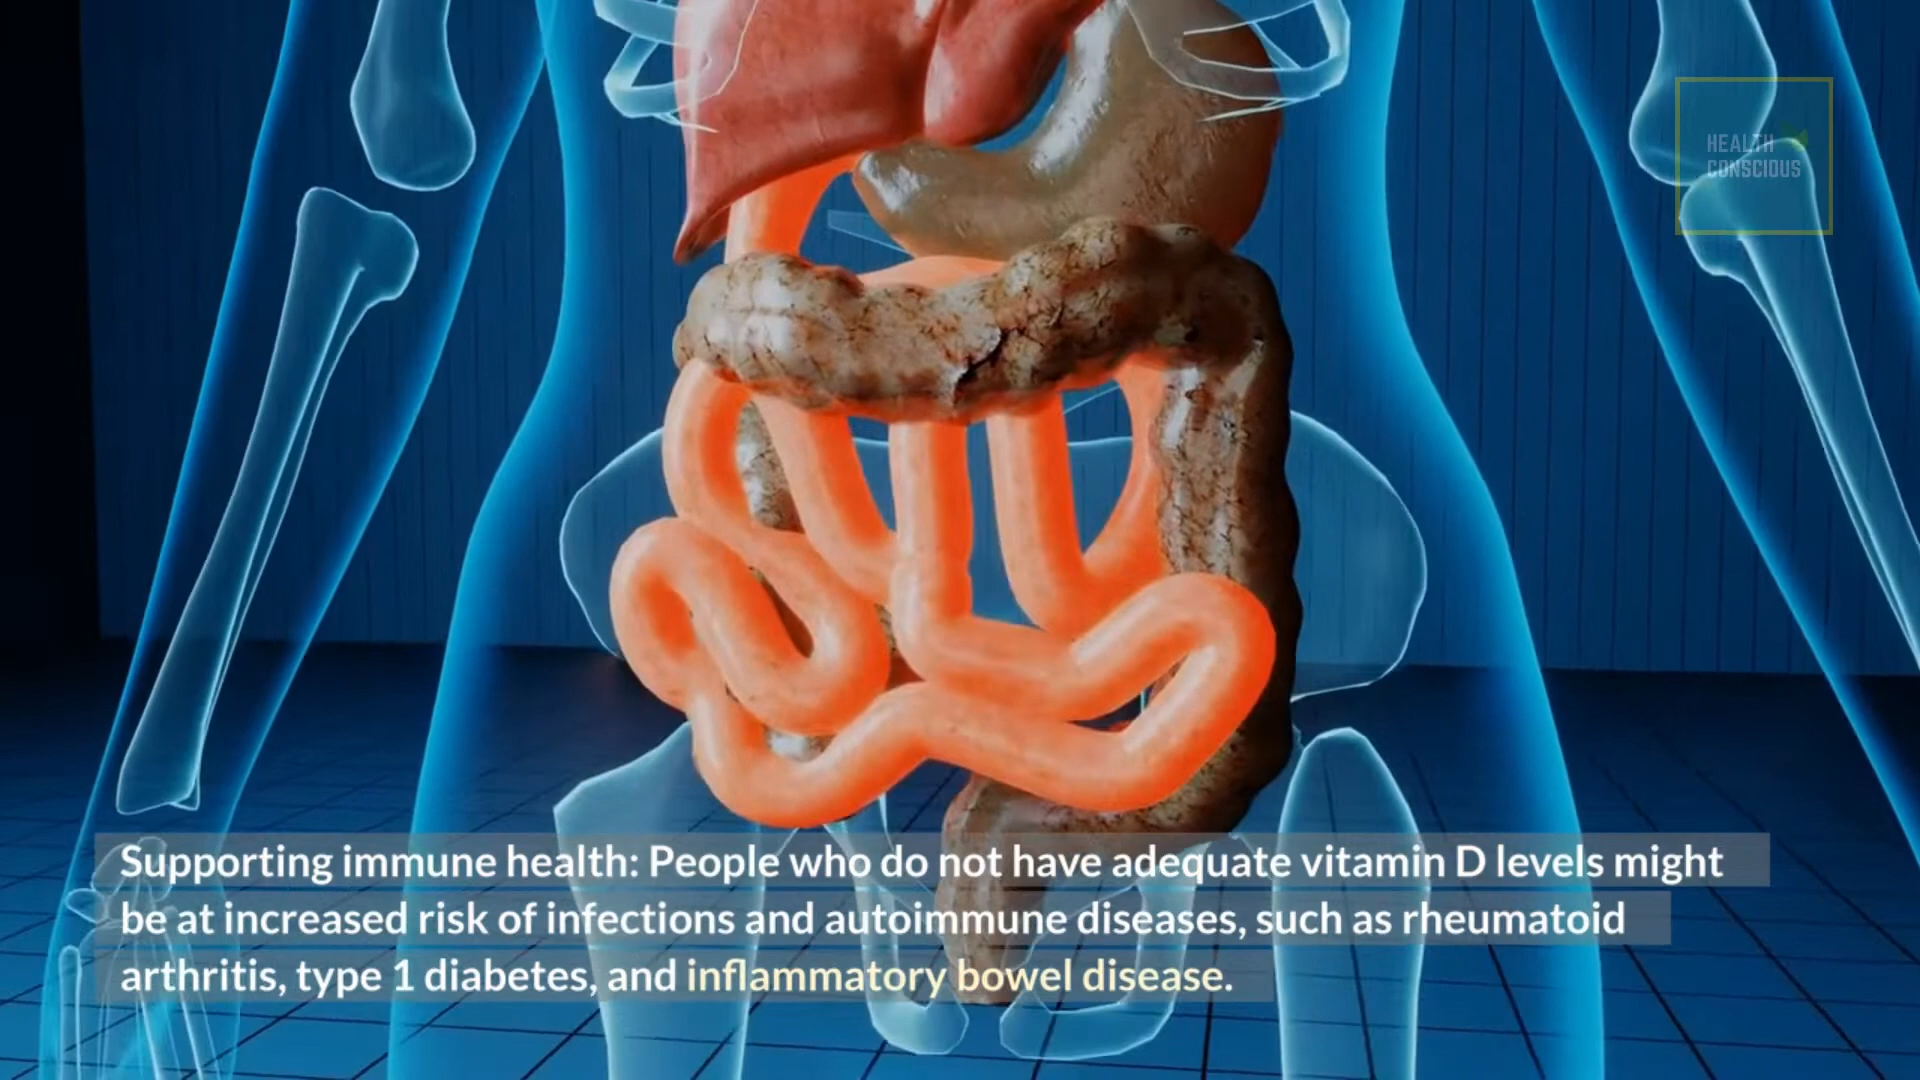 HEALTH
CONSCIOUS
Supporting immune health: People who do not have adequate vitamin D levels might
be at increased risk of infections and autoimmune diseases, such as rheumatoid
arthritis, type 1 diabetes, and inflammatory bowel disease.